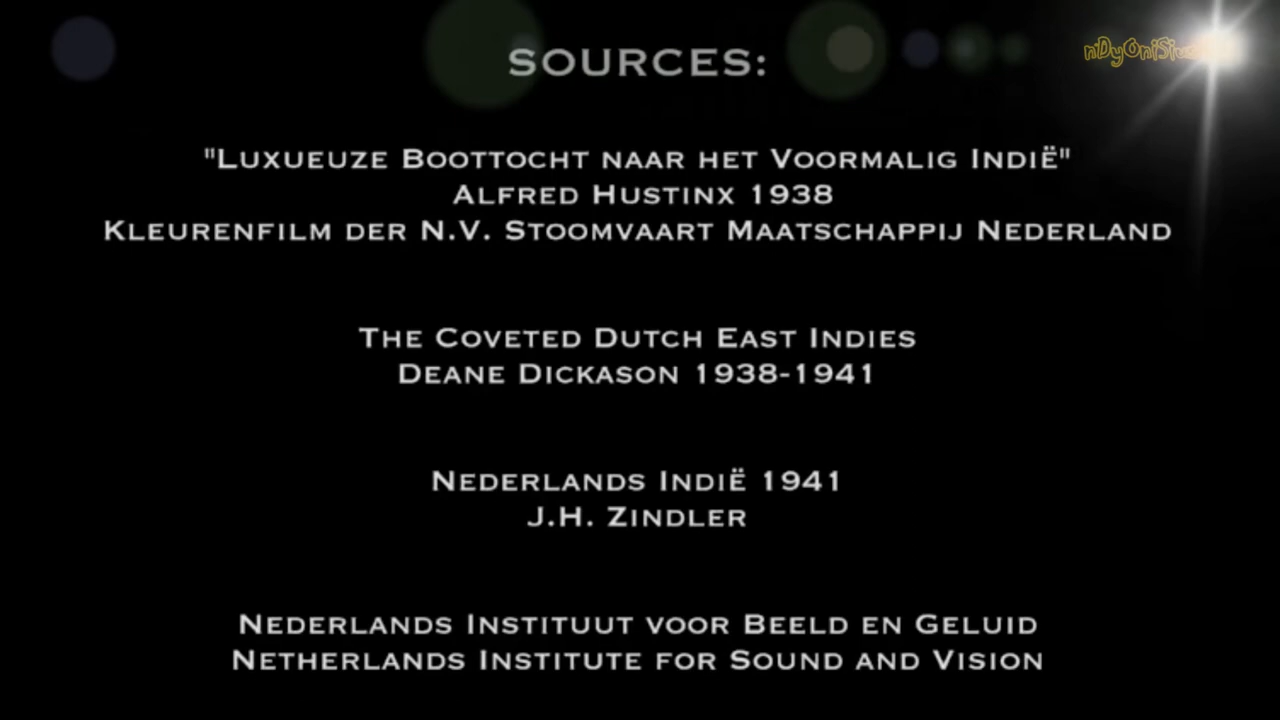 SOURCES:
"LUXUEUZE BOOTTOCHT NAAR HET VOORMALIG INDIË"
ALFRED HUSTINX 1938
KLEURENFILM DER N.V. STOOMVAART MAATSCHAPPIJ NEDERLAND
THE COVETED DUTCH EAST INDIES
DEANE DICKASON 1938-1941
NEDERLANDS INDIË 1941
J.H. ZINDLER
NEDERLANDS INSTITUUT VOOR BEELD EN GELUID
NETHERLANDS INSTITUTE FOR SOUND AND VISION